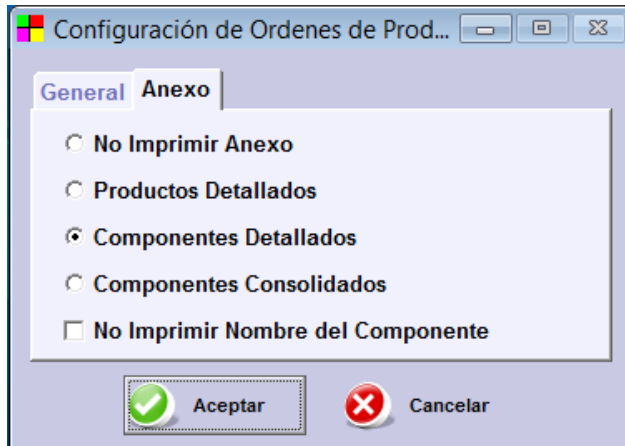 Configuración de Ordenes de Prod...
General Anexo
No Imprimir Anexo
Productos Detallados
Componentes Detallados
Componentes Consolidados
No Imprimir Nombre del Componente
Aceptar Cancelar